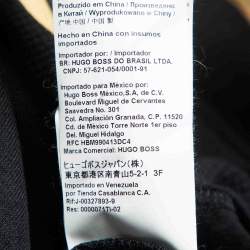 Produzido em China / Произведено
в Китай / Wyprodukowano w Chiny /
产地 中国 / 中国 製
Hecho en China con insumos
importados
Importado por / Importador /
BR: HUGO BOSS DO BRASIL LTDA.
CNPJ: 57-621-054/0001-91
Importado para México por:
HUGO BOSS México, S.A. de C.V.
Boulevard Miguel de Cervantes
Saavedra No. 301
Col. Ampliación Granada, C.P. 11520
Cd. de México Torre Norte 1er piso
Del. Miguel Hidalgo
RFC HBM990413DC4
Marca Comercial: HUGO BOSS
ヒューゴボスジャパン(株)
東京都港区南青山5-2-1 3F
Importado en Venezuela
por Tienda Casablanca C.A.
Rif:J-00327893-9
Res: